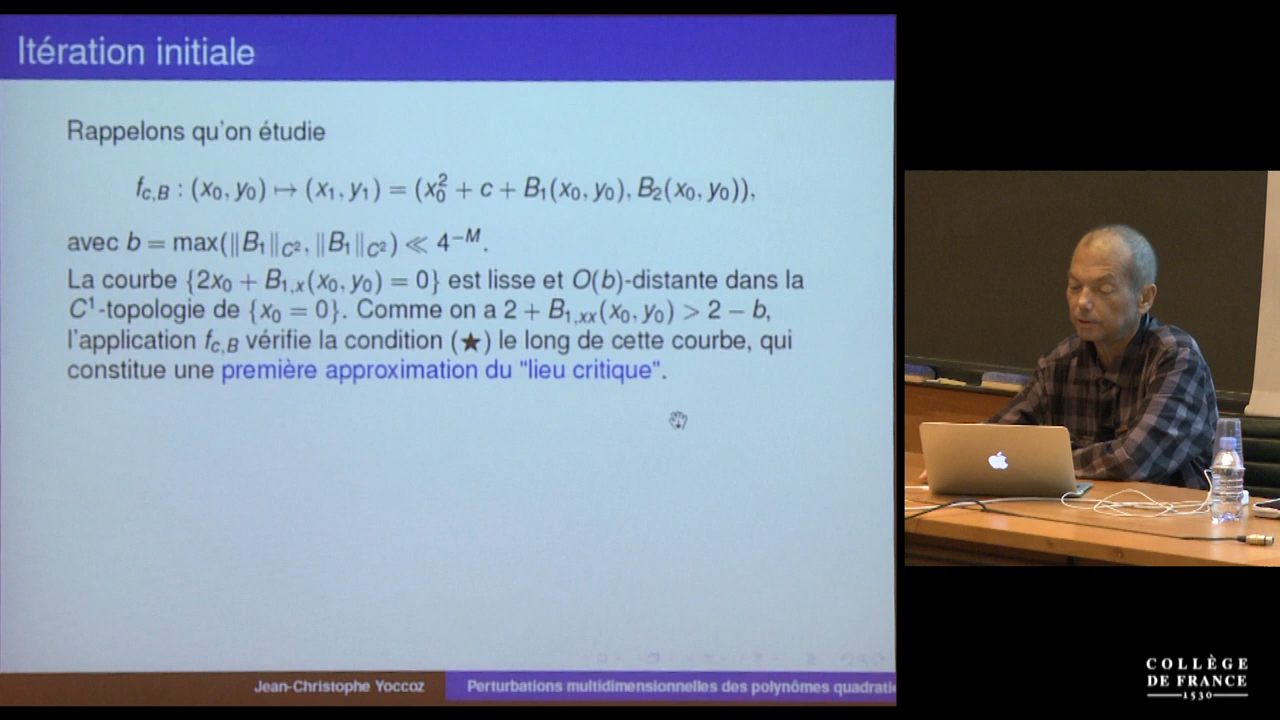 Itération initiale
Rappelons qu'on étudie
f_{c,B} : (x_0, y_0) ↦ (x_1, y_1) = (x_0^2 + c + B_1(x_0, y_0), B_2(x_0, y_0)),
avec b = max(‖B_1‖_{C^2}, ‖B_1‖_{C^2}) ≪ 4^{-M}.
La courbe {2x_0 + B_{1,x}(x_0, y_0) = 0} est lisse et O(b)-distante dans la
C^1-topologie de {x_0 = 0}. Comme on a 2 + B_{1,xx}(x_0, y_0) > 2 − b,
l'application f_{c,B} vérifie la condition (★) le long de cette courbe, qui
constitue une première approximation du "lieu critique".
Jean-Christophe Yoccoz
Perturbations multidimensionnelles des polynômes quadrati
COLLÈGE
DE FRANCE
1530